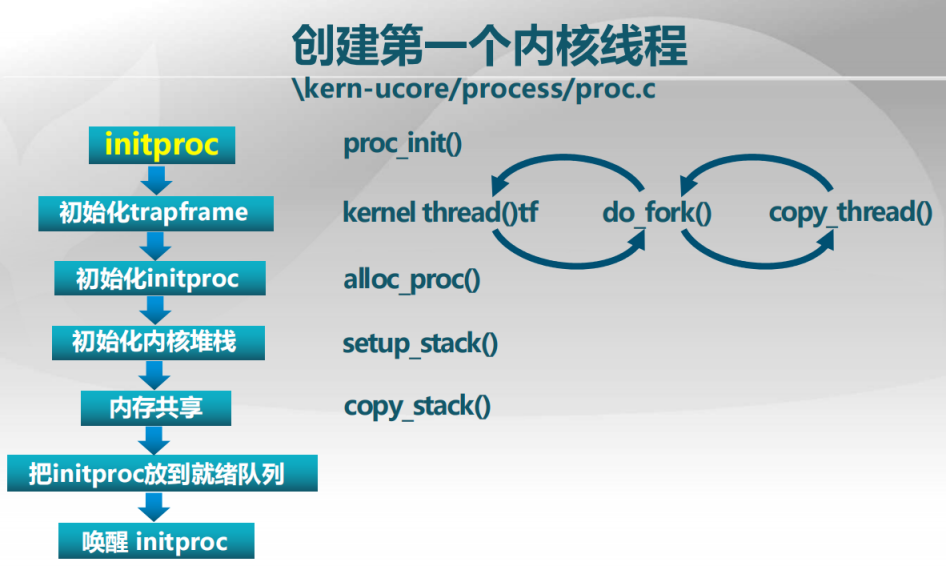 创建第一个内核线程
\kern-ucore/process/proc.c
initproc
proc_init()
初始化trapframe
kernel thread()tf
do_fork()
copy_thread()
初始化initproc
alloc_proc()
初始化内核堆栈
setup_stack()
内存共享
copy_stack()
把initproc放到就绪队列
唤醒 initproc